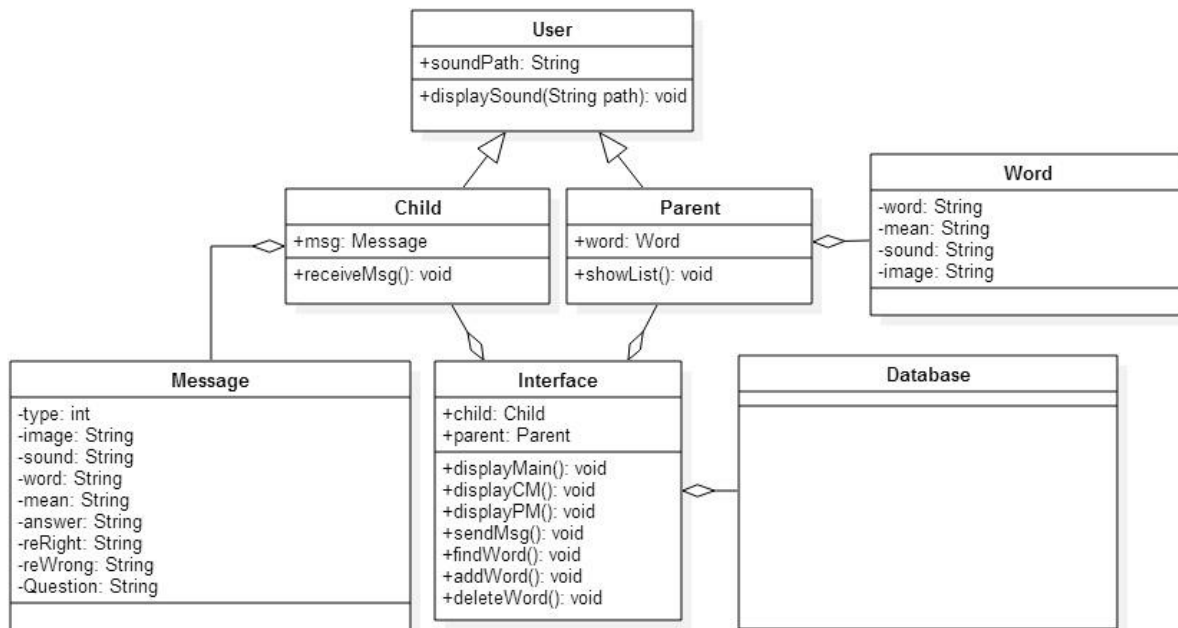 User
+soundPath: String
+displaySound(String path): void
Child
+msg: Message
+receiveMsg(): void
Parent
+word: Word
+showList(): void
Word
-word: String
-mean: String
-sound: String
-image: String
Message
-type: int
-image: String
-sound: String
-word: String
-mean: String
-answer: String
-reRight: String
-reWrong: String
-Question: String
Interface
+child: Child
+parent: Parent
+displayMain(): void
+displayCM(): void
+displayPM(): void
+sendMsg(): void
+findWord(): void
+addWord(): void
+deleteWord(): void
Database